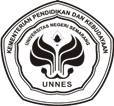 KEMENTERIAN PENDIDIKAN DAN KEBUDAYAAN
UNIVERSITAS NEGERI SEMARANG
UNNES